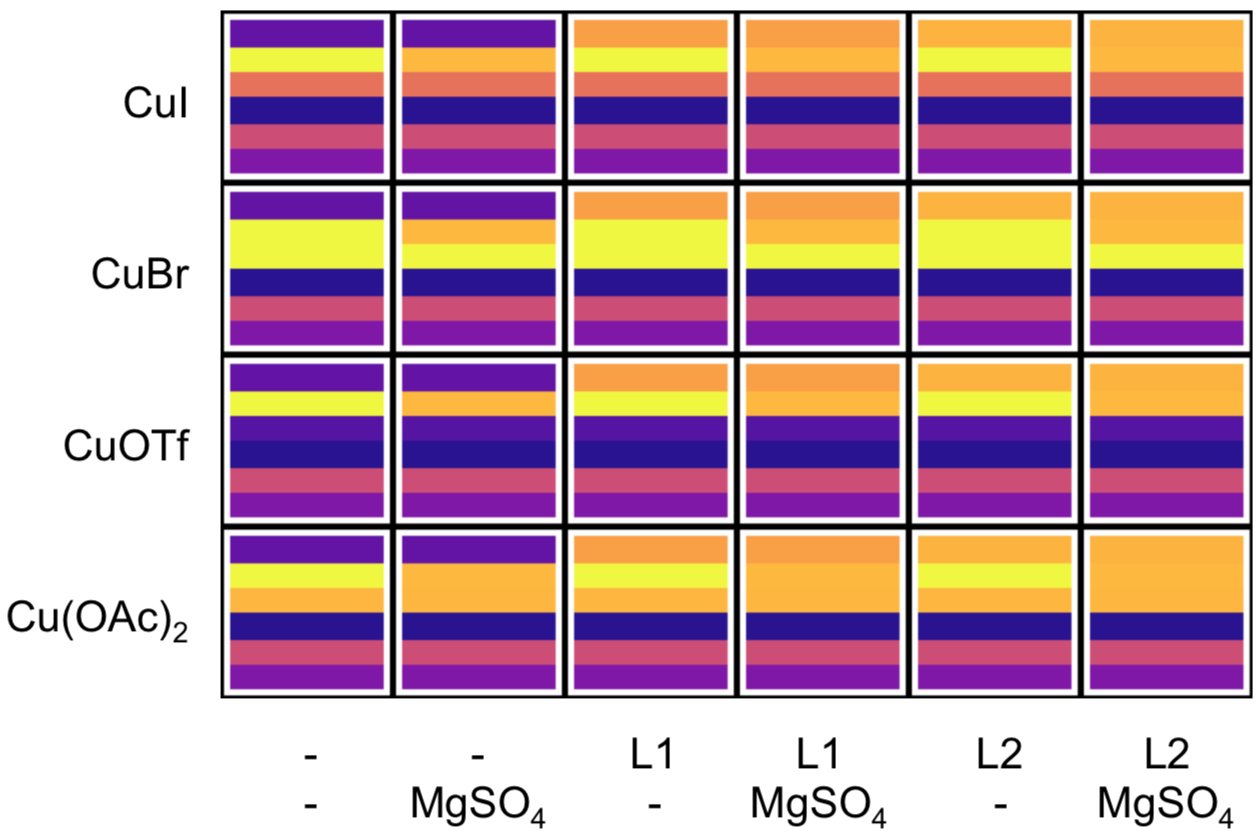 CuI
CuBr
CuOTf
Cu(OAc)₂
- - L1 L1 L2 L2
- MgSO₄ - MgSO₄ - MgSO₄